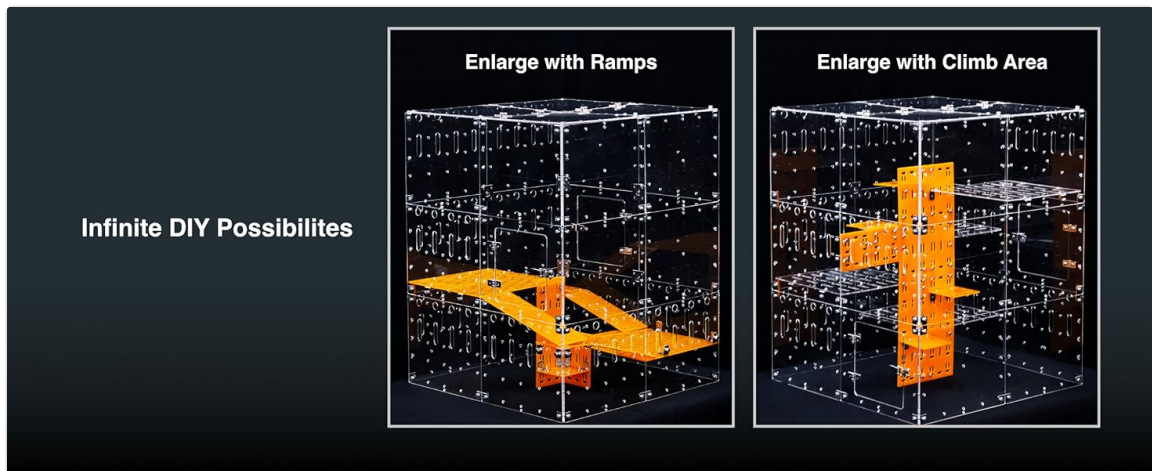 Infinite DIY Possibilites
Enlarge with Ramps
Enlarge with Climb Area